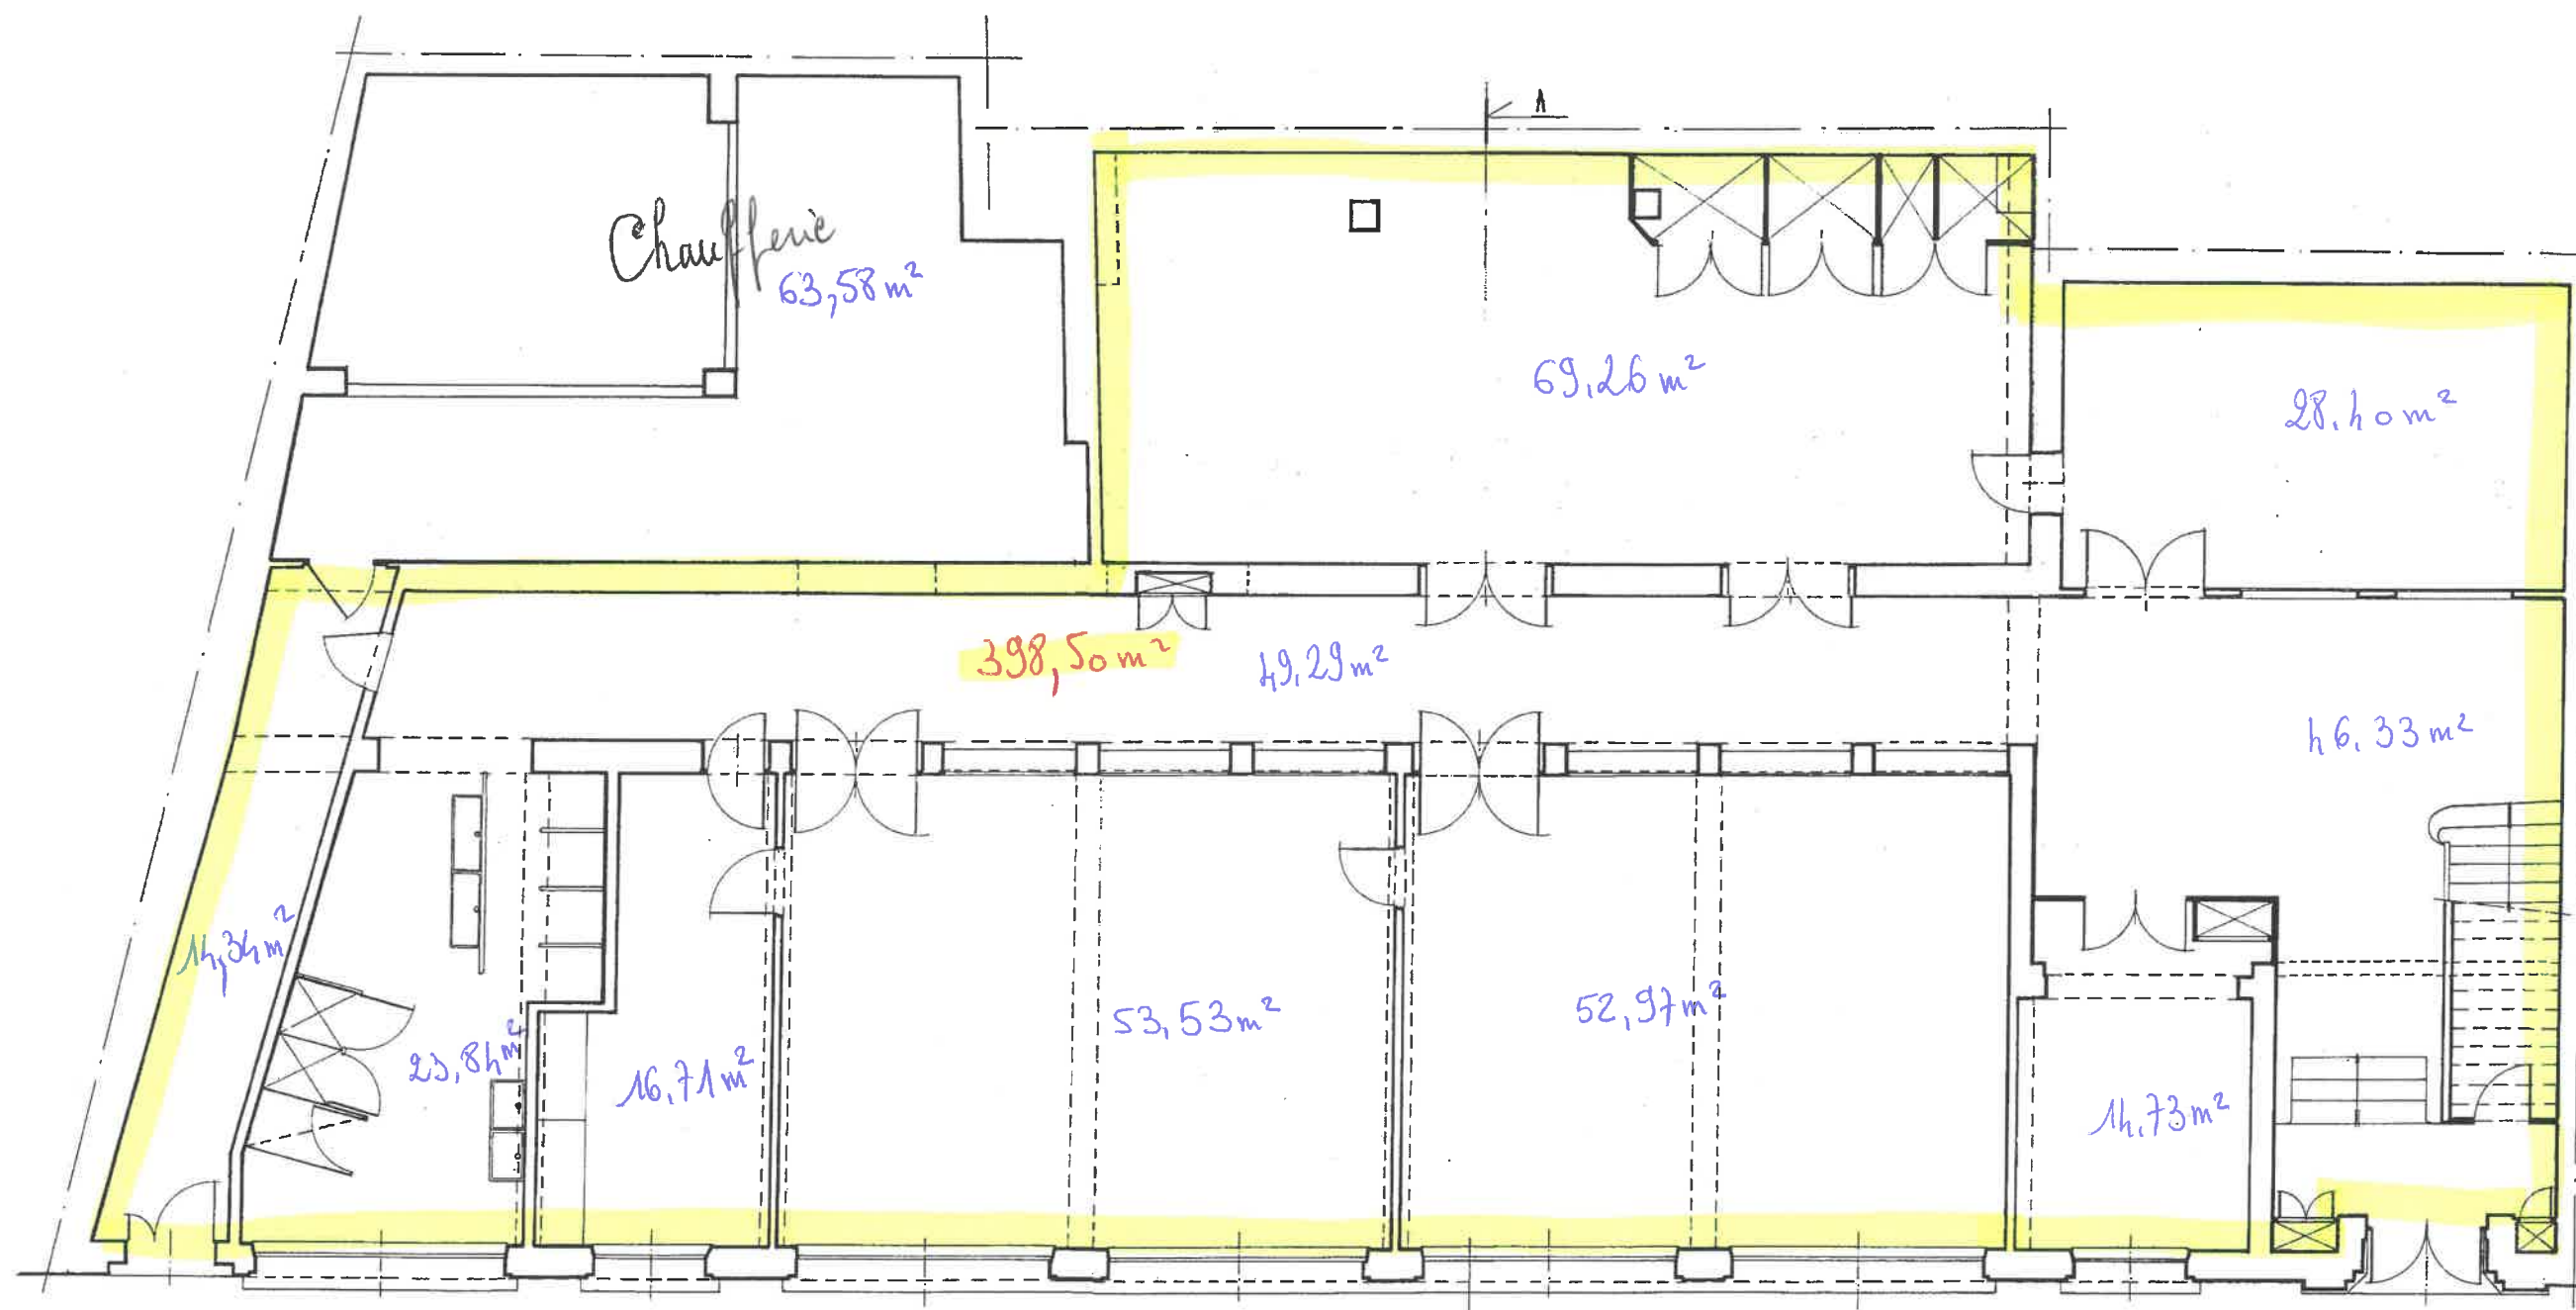 A
Chaufferie
63,58 m²
69,26 m²
28,40 m²
398,50 m²
49,29 m²
46,33 m²
14,34 m²
23,84 m²
16,71 m²
53,53 m²
52,97 m²
14,73 m²